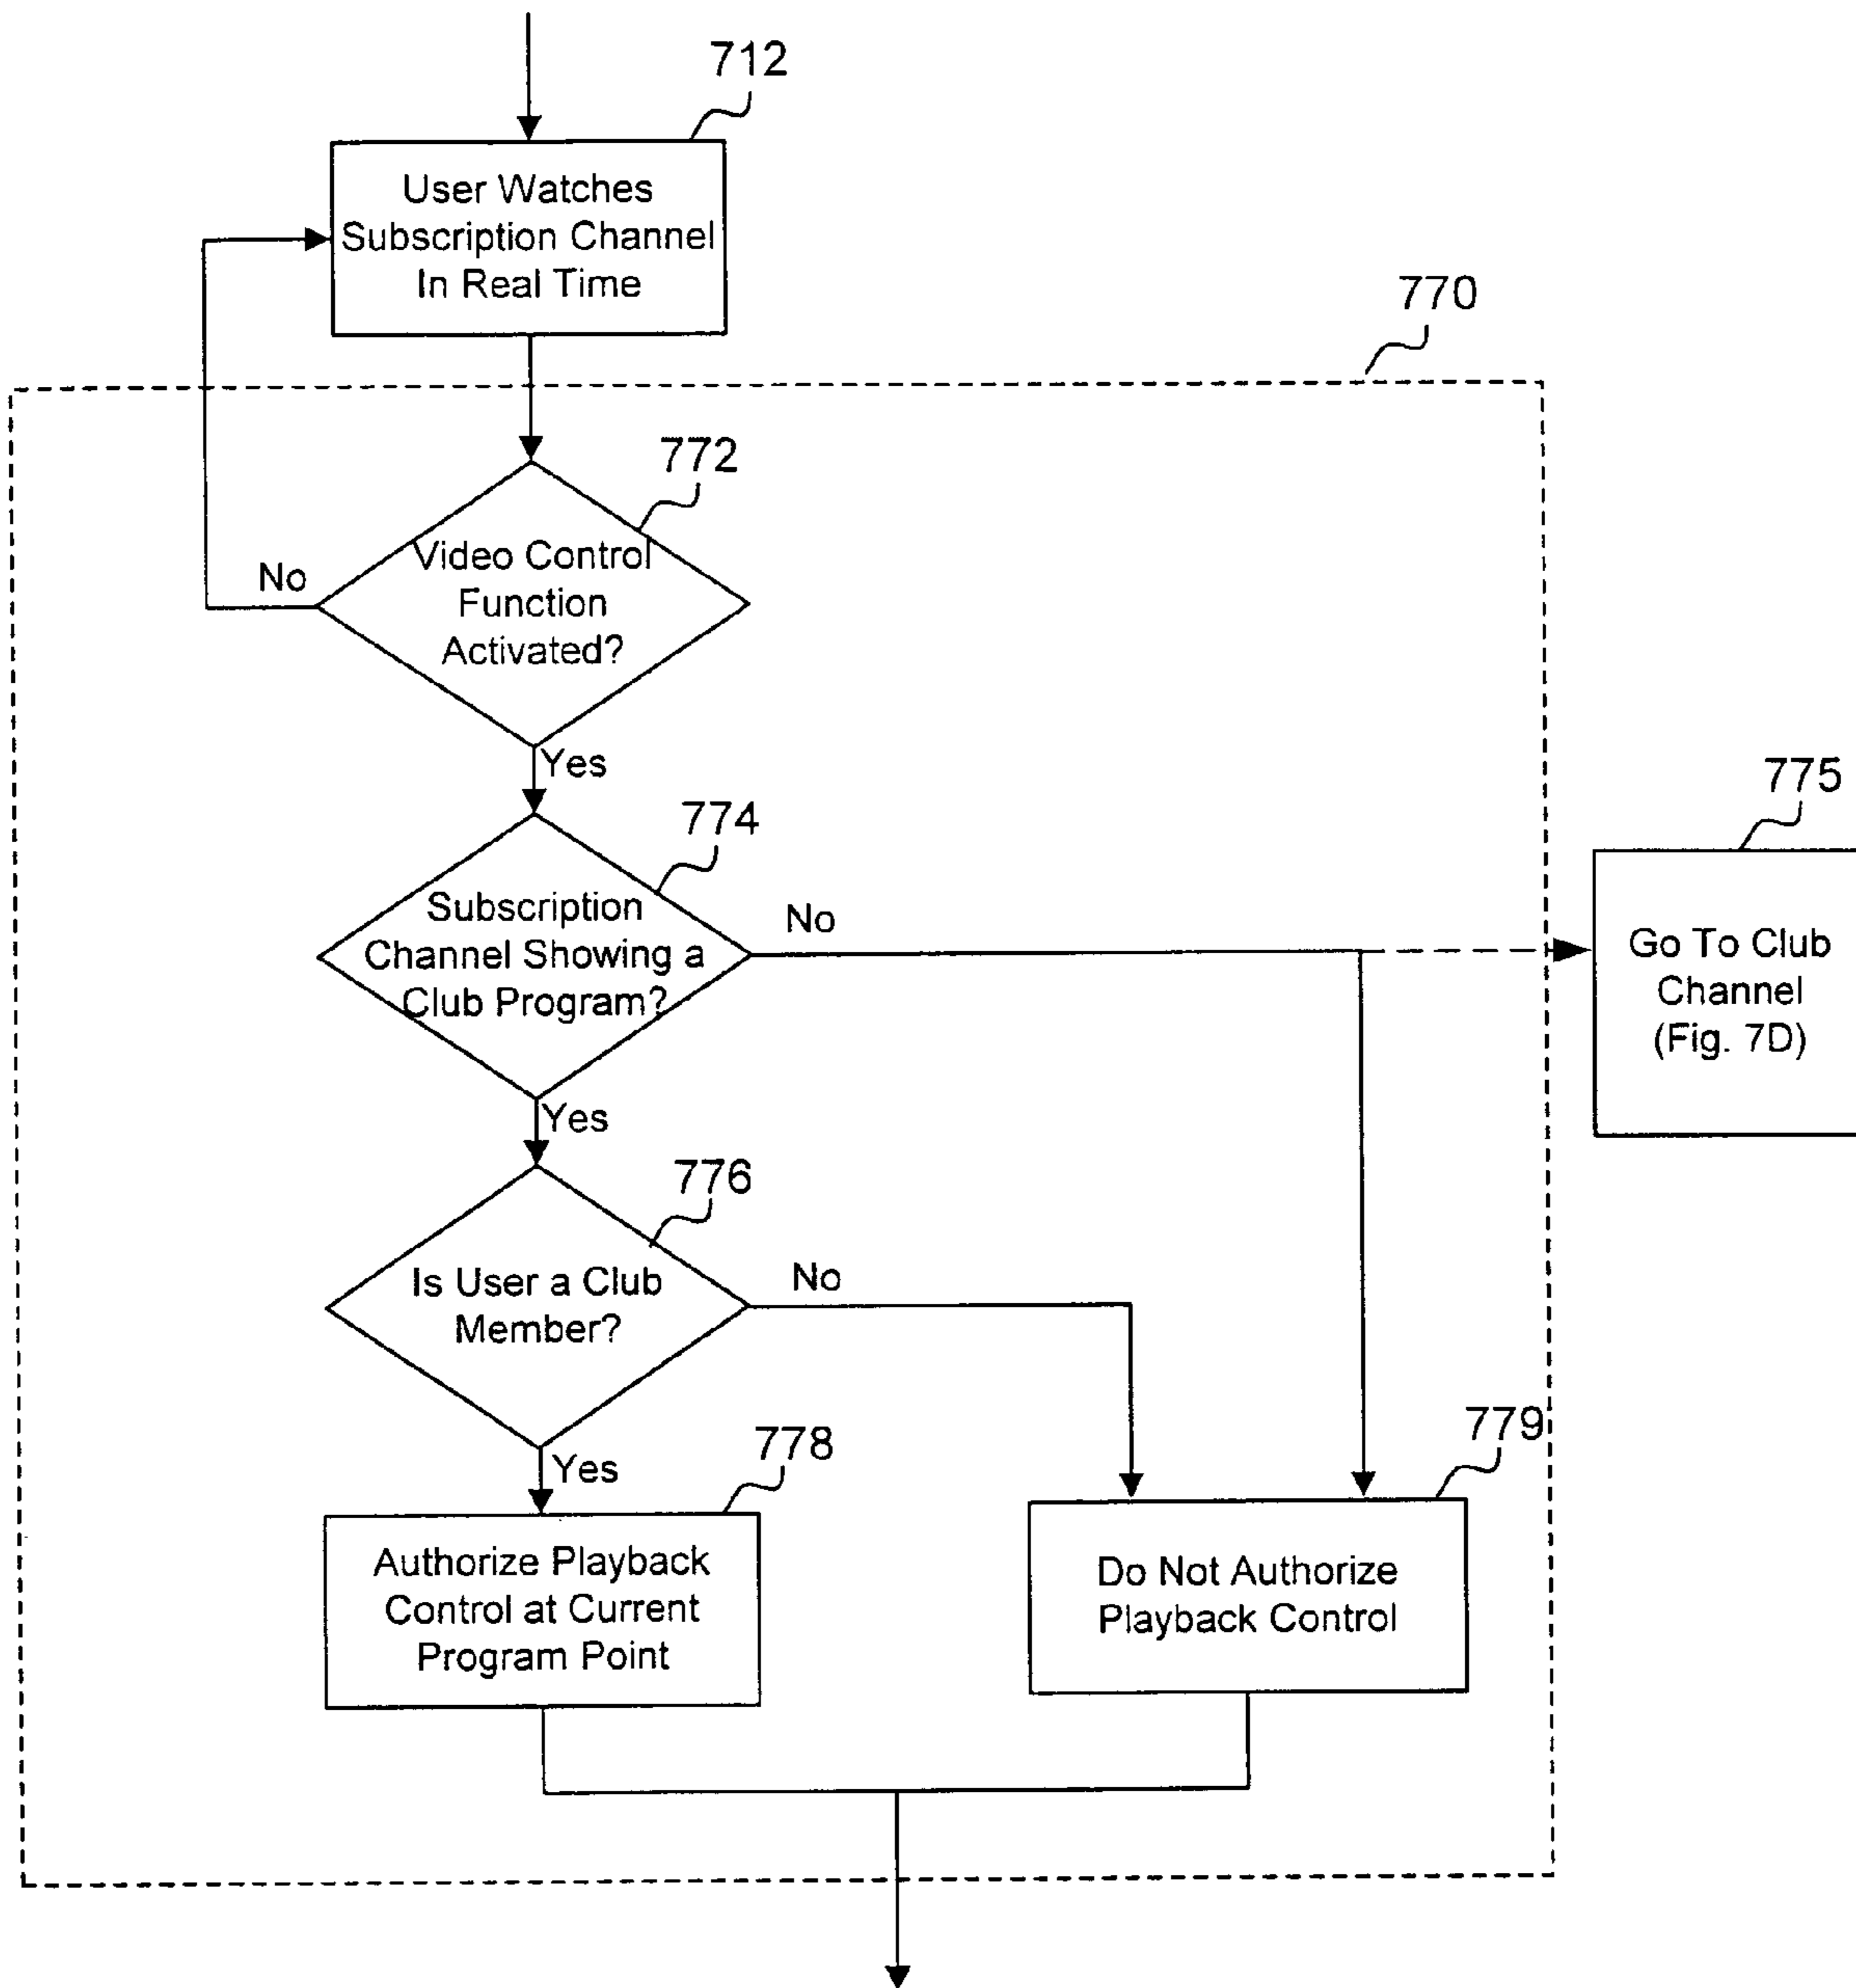 712
User Watches
Subscription Channel
In Real Time
770
772
Video Control
Function
Activated?
No
Yes
774
775
Subscription
Channel Showing a
Club Program?
No
Go To Club
Channel
(Fig. 7D)
Yes
776
Is User a Club
Member?
No
Yes
778
779
Authorize Playback
Control at Current
Program Point
Do Not Authorize
Playback Control